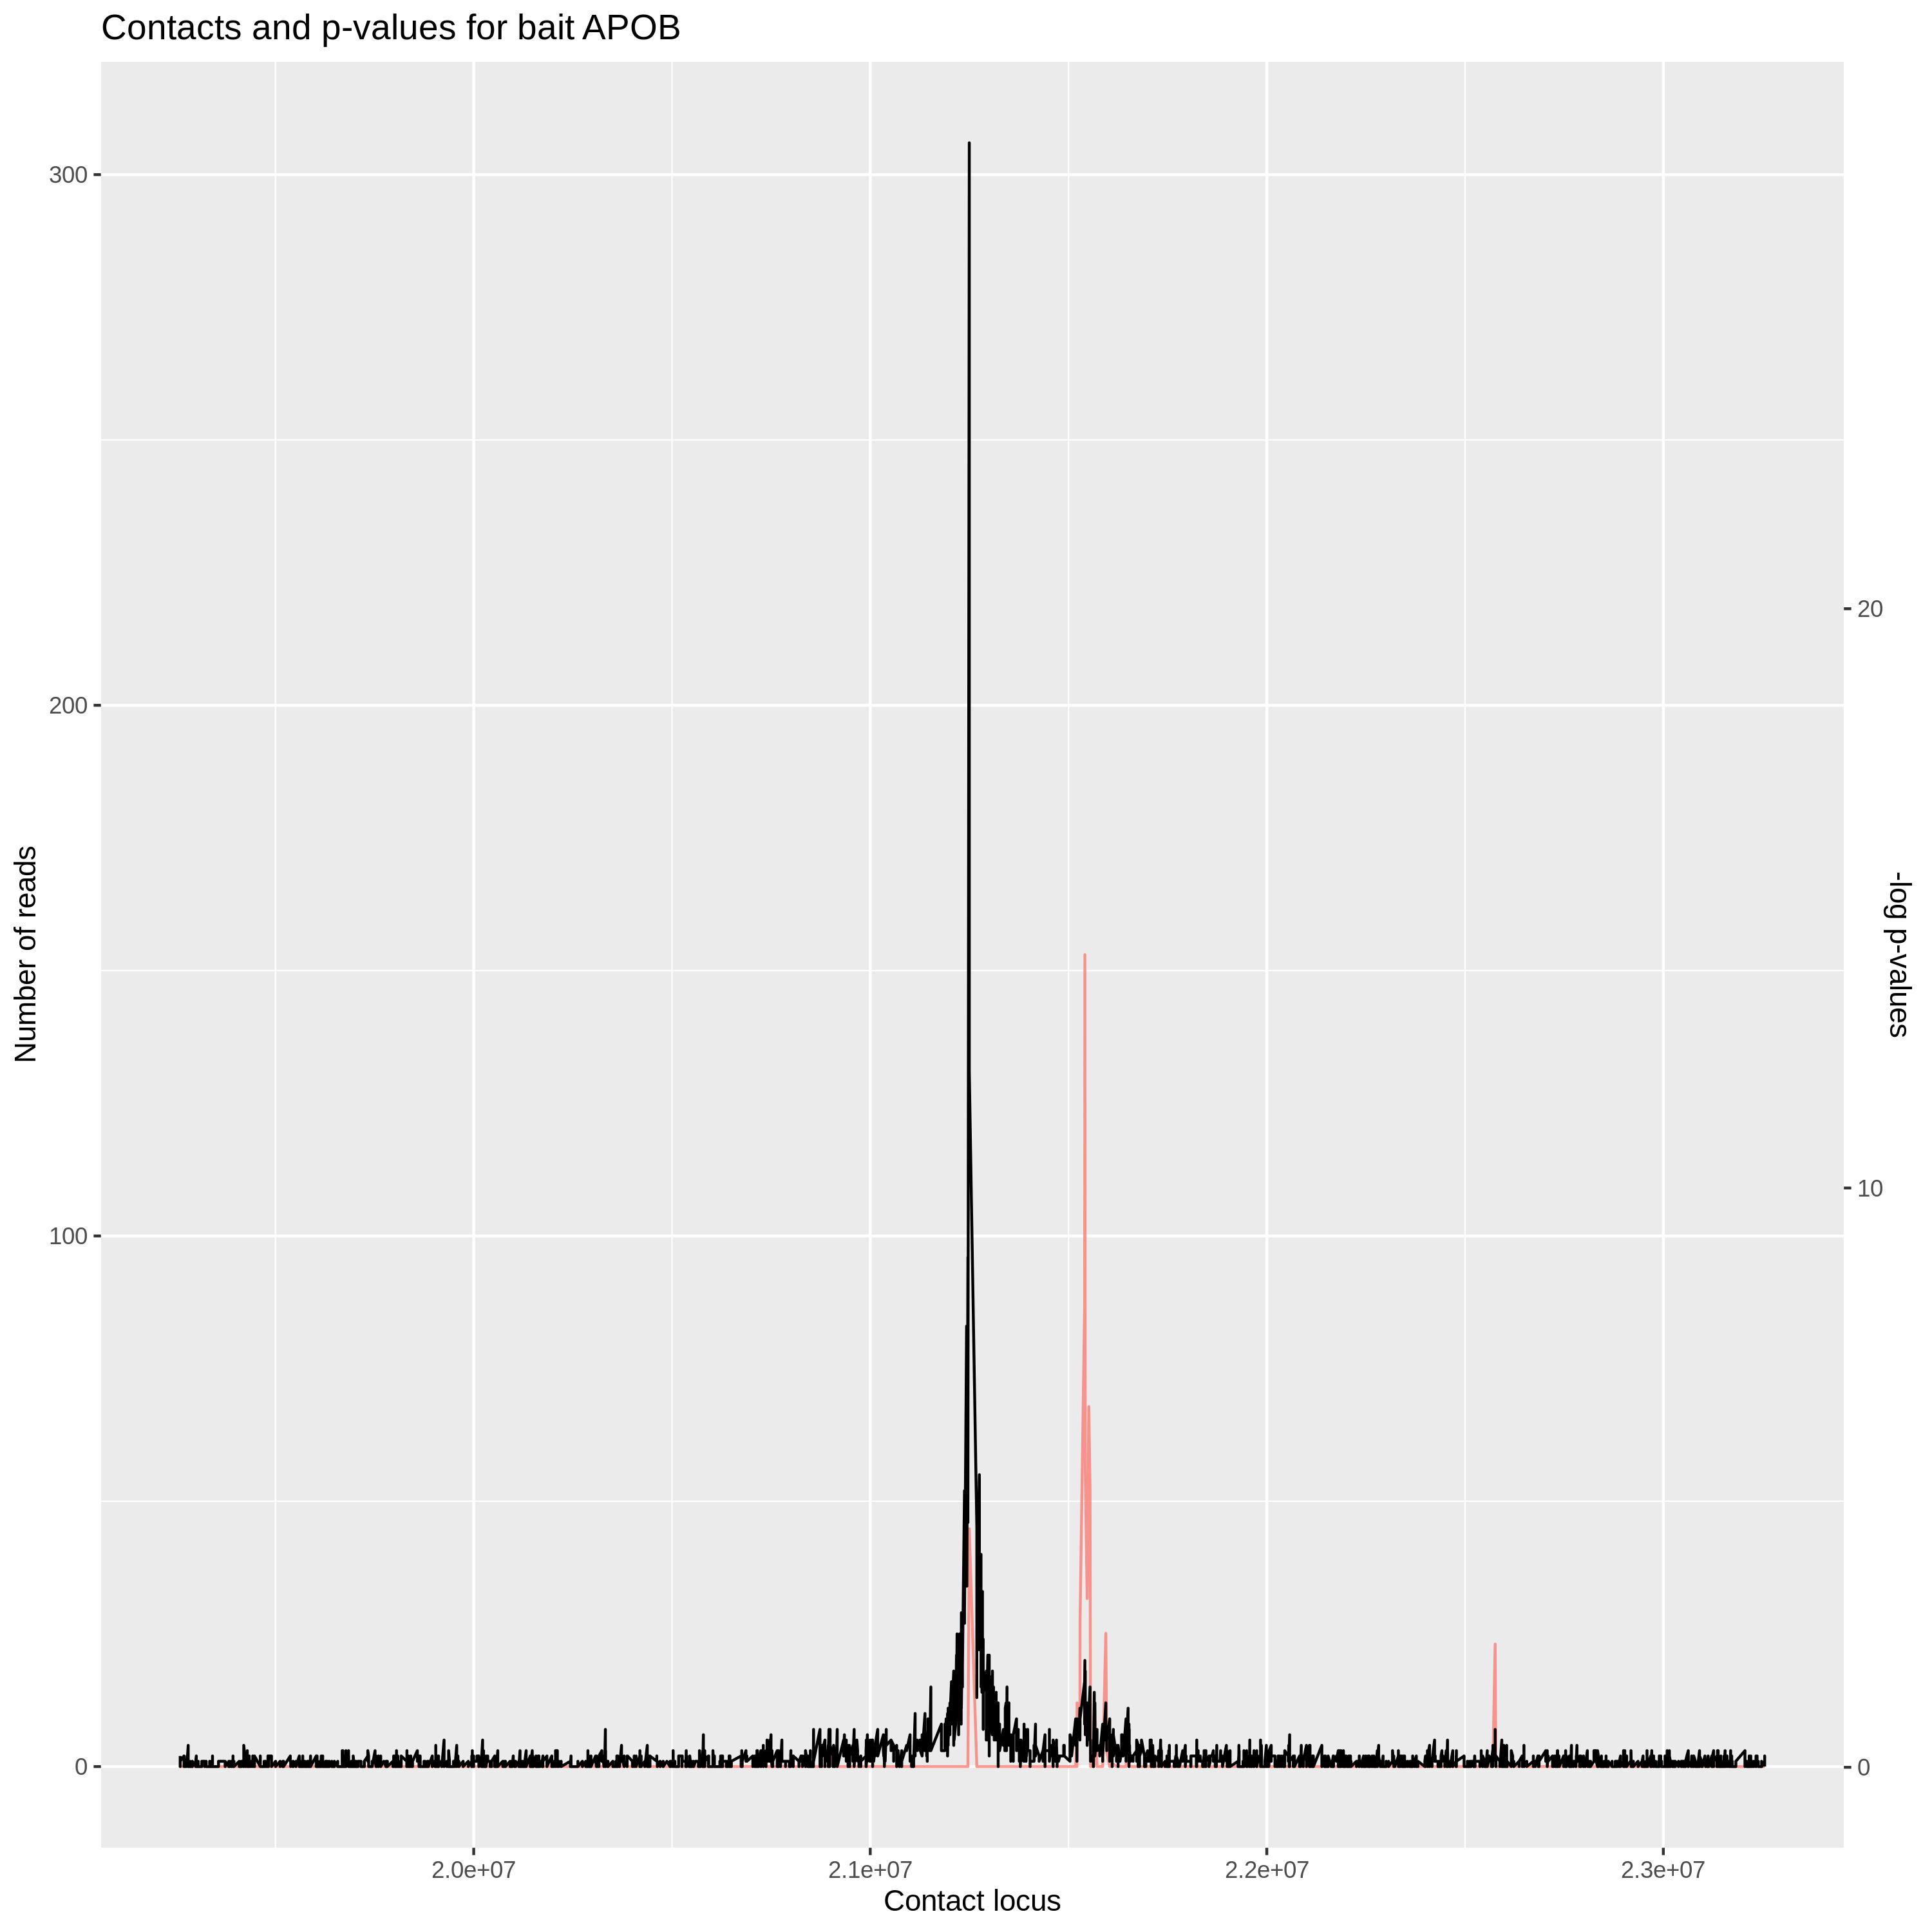 Contacts and p-values for bait APOB
300
200
100
0
Number of reads
20
10
0
-log p-values
2.0e+07
2.1e+07
2.2e+07
2.3e+07
Contact locus